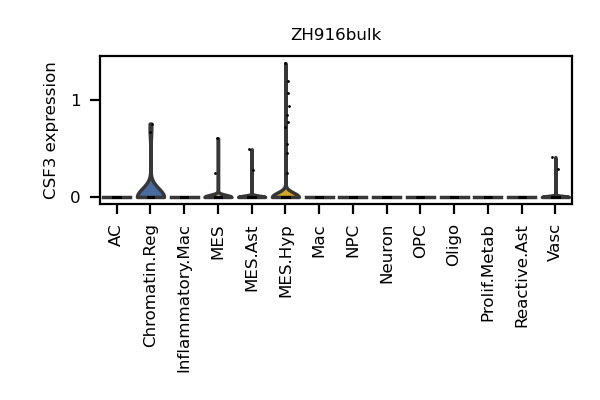 ZH916bulk
CSF3 expression
1
0
AC
Chromatin.Reg
Inflammatory.Mac
MES
MES.Ast
MES.Hyp
Mac
NPC
Neuron
OPC
Oligo
Prolif.Metab
Reactive.Ast
Vasc